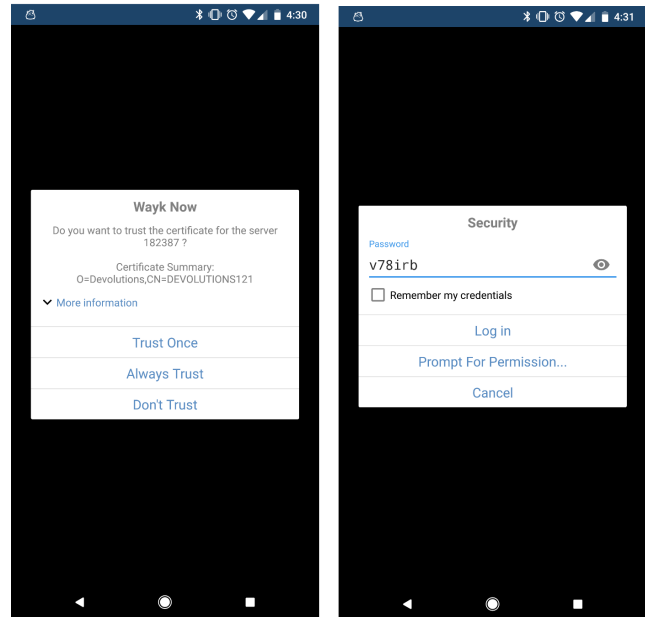 4:30
Wayk Now
Do you want to trust the certificate for the server
182387 ?
Certificate Summary:
O=Devolutions,CN=DEVOLUTIONS121
More information
Trust Once
Always Trust
Don't Trust
4:31
Security
Password
v78irb
Remember my credentials
Log in
Prompt For Permission...
Cancel